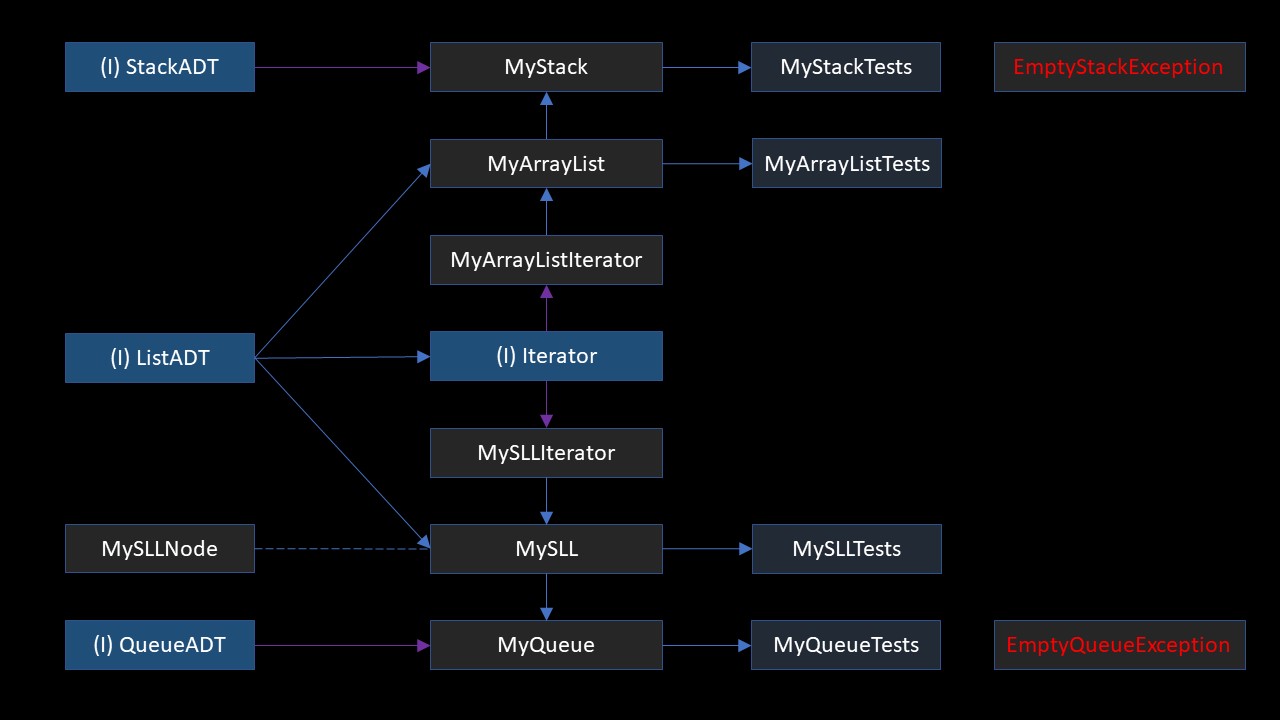 (I) StackADT
MyStack
MyStackTests
EmptyStackException
MyArrayList
MyArrayListTests
MyArrayListIterator
(I) ListADT
(I) Iterator
MySLLIterator
MySLLNode
MySLL
MySLLTests
(I) QueueADT
MyQueue
MyQueueTests
EmptyQueueException